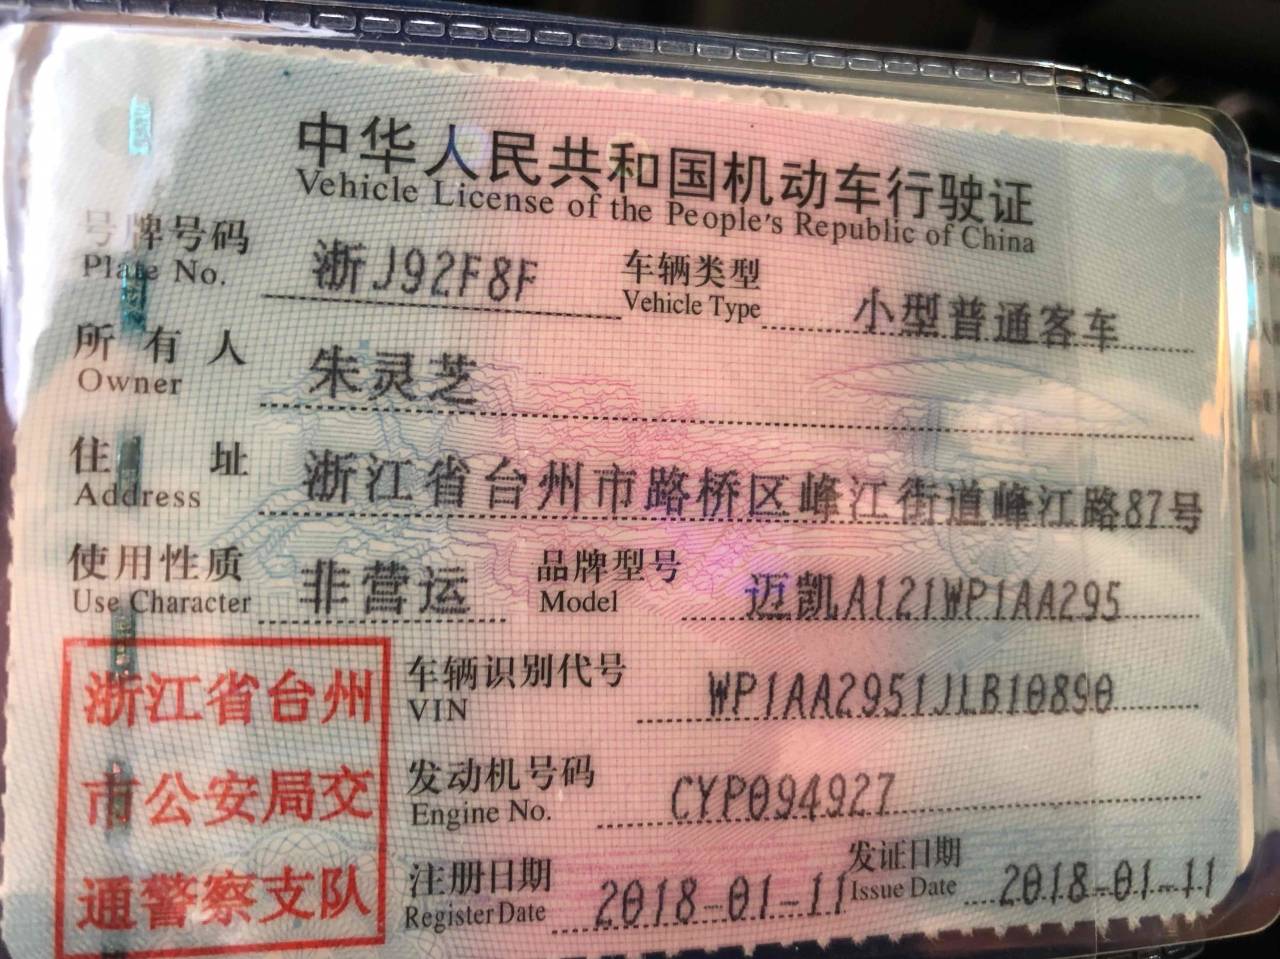 中华人民共和国机动车行驶证
Vehicle License of the People's Republic of China
号牌号码 浙J92F8F 车辆类型 小型普通客车
Plate No. Vehicle Type
所有人 朱灵芝
Owner
住址 浙江省台州市路桥区峰江街道峰江路87号
Address
使用性质 非营运 品牌型号 迈凯A121WP1AA295
Use Character Model
浙江省台州
市公安局交
通警察支队
车辆识别代号 WP1AA2951JLB10890
VIN
发动机号码 CYP094927
Engine No.
注册日期 2018-01-11 发证日期 2018-01-11
Register Date Issue Date